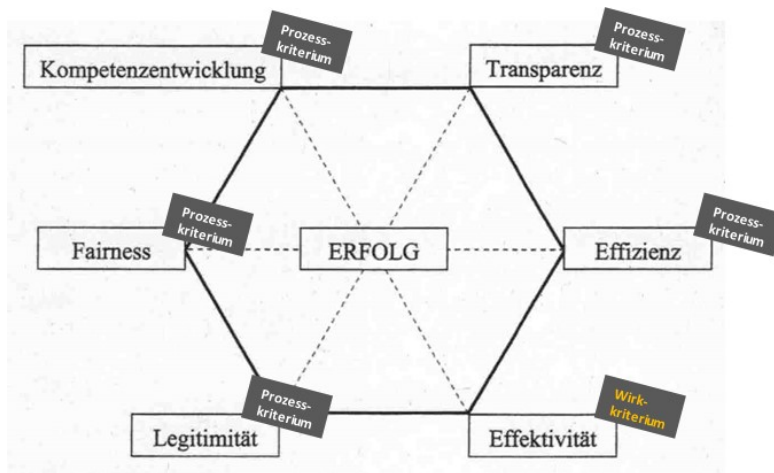 Prozess-
kriterium
Kompetenzentwicklung
Prozess-
kriterium
Transparenz
Prozess-
kriterium
Fairness
ERFOLG
Prozess-
kriterium
Effizienz
Prozess-
kriterium
Legitimität
Wirk-
kriterium
Effektivität